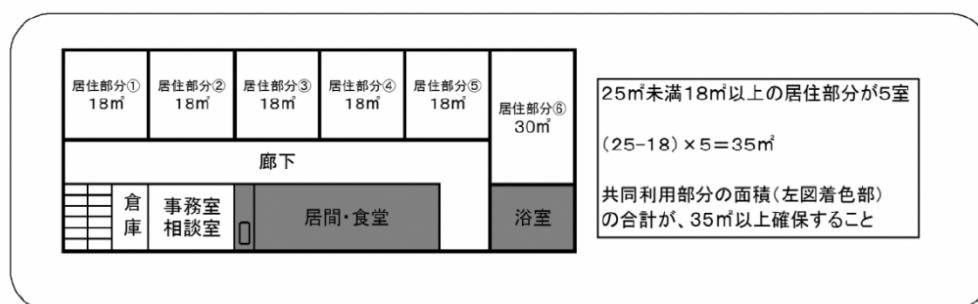 居住部分①
18㎡
居住部分②
18㎡
居住部分③
18㎡
居住部分④
18㎡
居住部分⑤
18㎡
居住部分⑥
30㎡
廊下
倉
庫
事務室
相談室
居間・食堂
浴室
25㎡未満18㎡以上の居住部分が5室
(25-18)×5=35㎡
共同利用部分の面積(左図着色部)
の合計が、35㎡以上確保すること